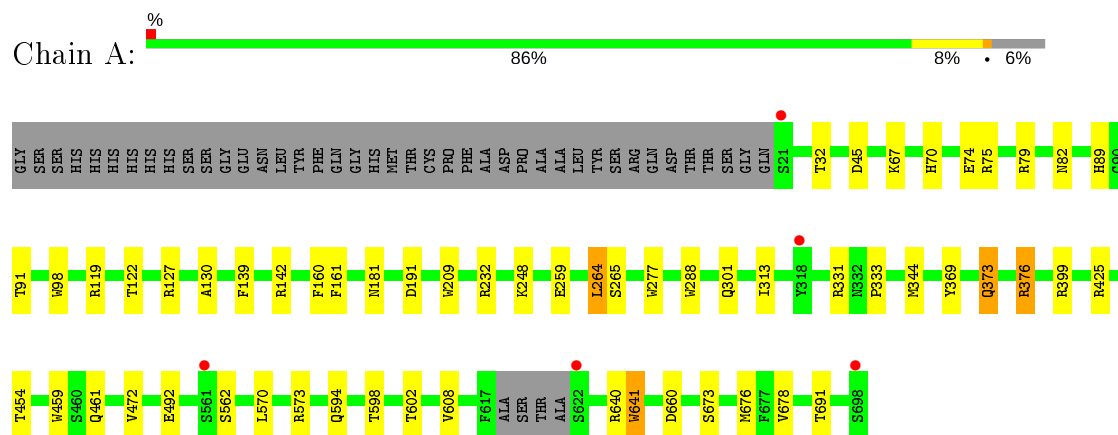 %
Chain A:
86% 8% • 6%
GLY SER SER HIS HIS HIS HIS HIS HIS SER SER GLY GLU ASN LEU TYR PHE GLN GLY HIS MET THR CYS PRO PHE ALA ASP PRO ALA ALA LEU TYR SER ARG GLN ASP THR THR SER GLY GLN S21 T32 D45 K67 H70 E74 R75 R79 N82 H89 G90
T91 W98 R119 T122 R127 A130 F139 R142 F160 F161 N181 D191 W209 R232 K248 E259 L264 S265 W277 W288 Q301 I313 Y318 R331 N332 P333 M344 Y369 Q373 R376 R399 R425
T454 W459 S460 Q461 V472 E492 S561 S562 L570 R573 Q594 T598 T602 V608 F617 ALA SER THR ALA S622 R640 W641 D660 S673 M676 F677 V678 T691 S698